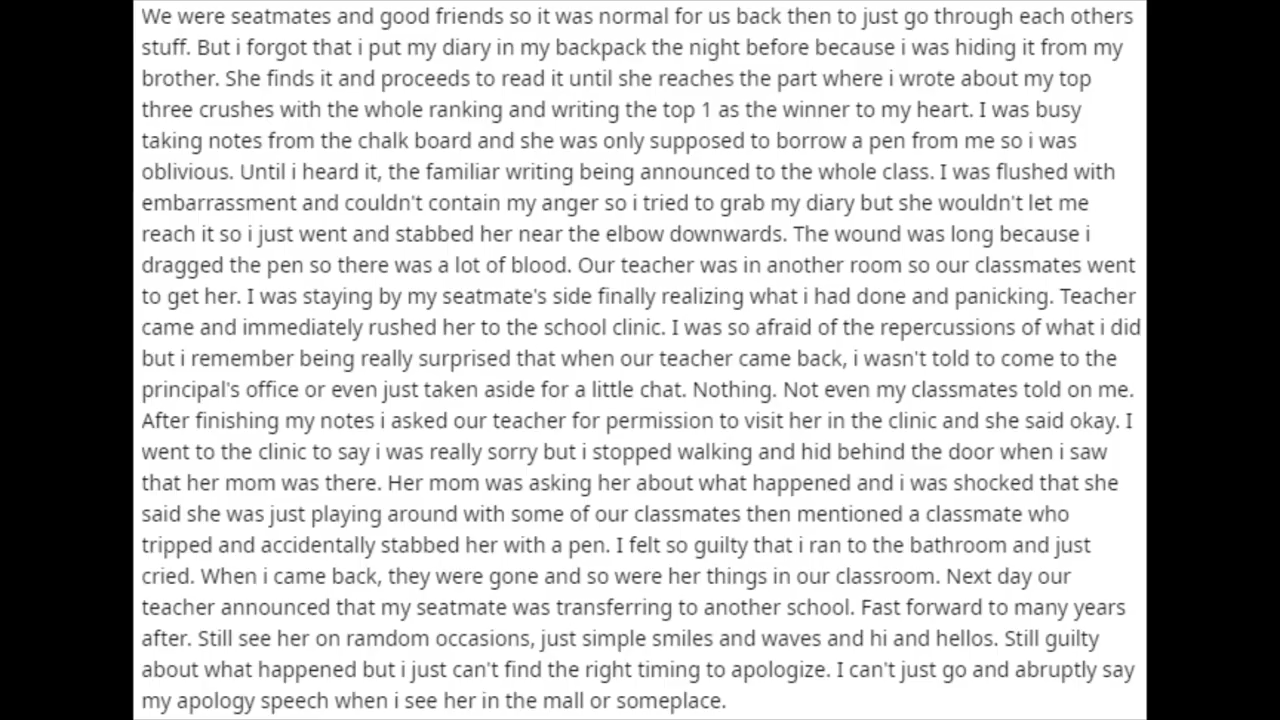 We were seatmates and good friends so it was normal for us back then to just go through each others
stuff. But i forgot that i put my diary in my backpack the night before because i was hiding it from my
brother. She finds it and proceeds to read it until she reaches the part where i wrote about my top
three crushes with the whole ranking and writing the top 1 as the winner to my heart. I was busy
taking notes from the chalk board and she was only supposed to borrow a pen from me so i was
oblivious. Until i heard it, the familiar writing being announced to the whole class. I was flushed with
embarrassment and couldn't contain my anger so i tried to grab my diary but she wouldn't let me
reach it so i just went and stabbed her near the elbow downwards. The wound was long because i
dragged the pen so there was a lot of blood. Our teacher was in another room so our classmates went
to get her. I was staying by my seatmate's side finally realizing what i had done and panicking. Teacher
came and immediately rushed her to the school clinic. I was so afraid of the repercussions of what i did
but i remember being really surprised that when our teacher came back, i wasn't told to come to the
principal's office or even just taken aside for a little chat. Nothing. Not even my classmates told on me.
After finishing my notes i asked our teacher for permission to visit her in the clinic and she said okay. I
went to the clinic to say i was really sorry but i stopped walking and hid behind the door when i saw
that her mom was there. Her mom was asking her about what happened and i was shocked that she
said she was just playing around with some of our classmates then mentioned a classmate who
tripped and accidentally stabbed her with a pen. I felt so guilty that i ran to the bathroom and just
cried. When i came back, they were gone and so were her things in our classroom. Next day our
teacher announced that my seatmate was transferring to another school. Fast forward to many years
after. Still see her on ramdom occasions, just simple smiles and waves and hi and hellos. Still guilty
about what happened but i just can't find the right timing to apologize. I can't just go and abruptly say
my apology speech when i see her in the mall or someplace.